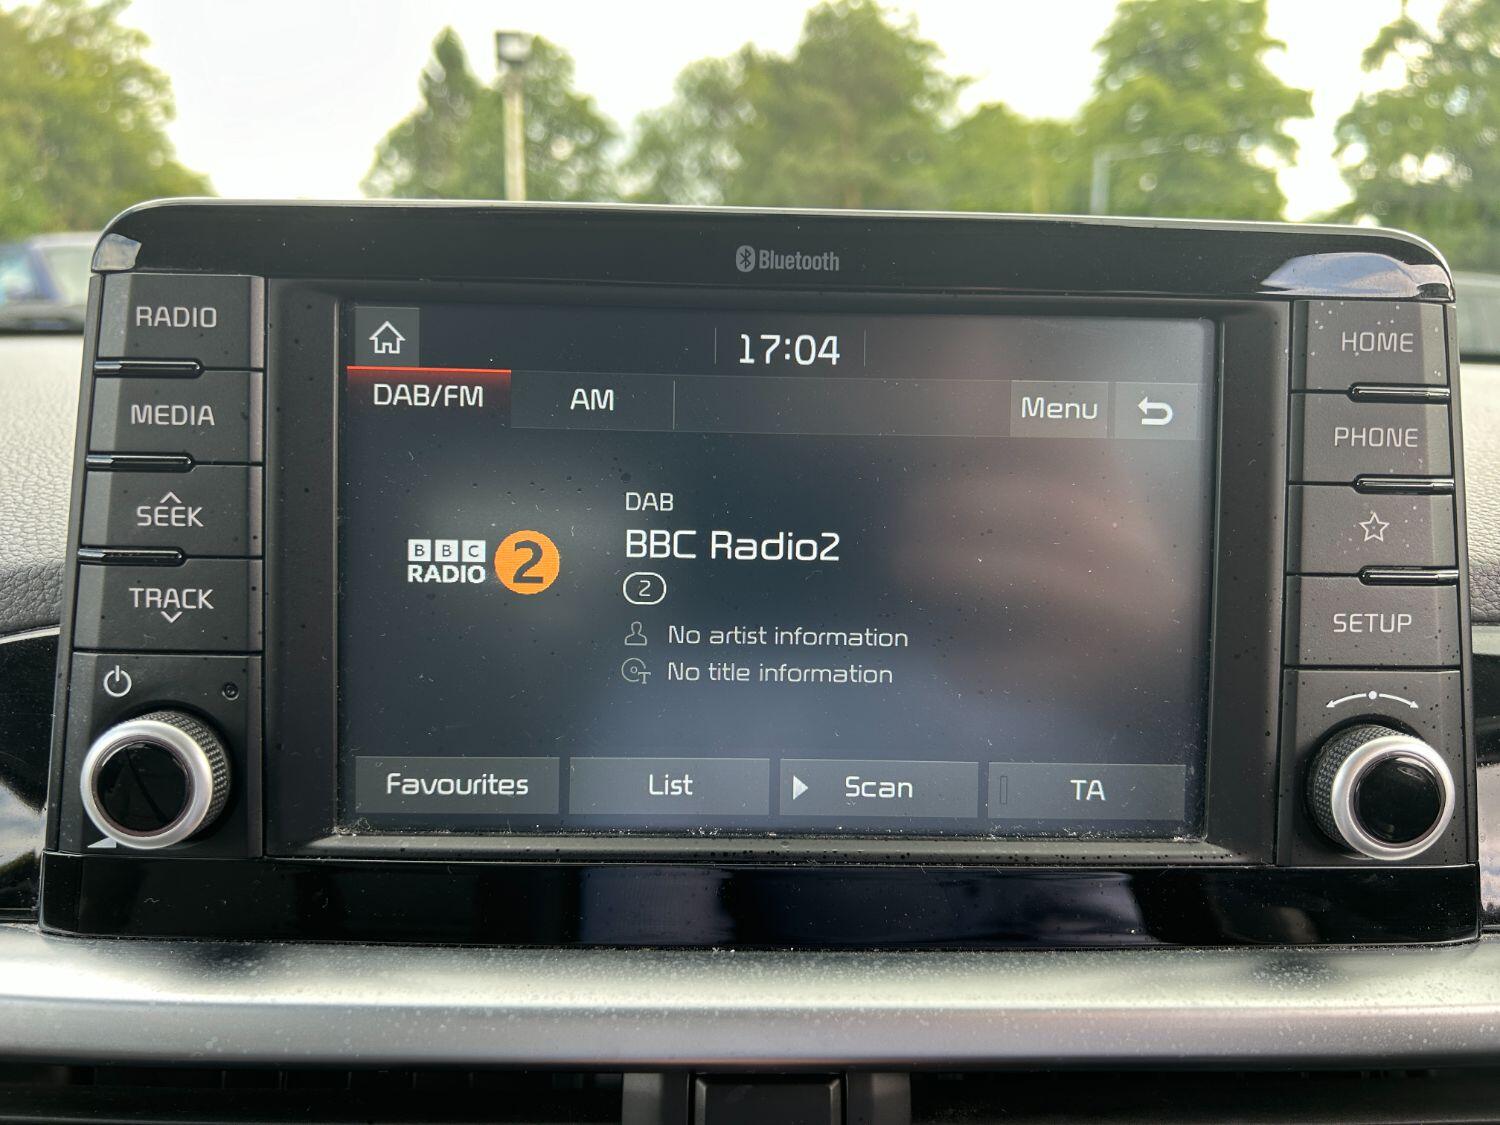 Bluetooth
RADIO
MEDIA
SEEK
TRACK
17:04
DAB/FM
AM
Menu
BBC
RADIO
2
DAB
BBC Radio2
2
No artist information
No title information
Favourites
List
Scan
TA
HOME
PHONE
SETUP